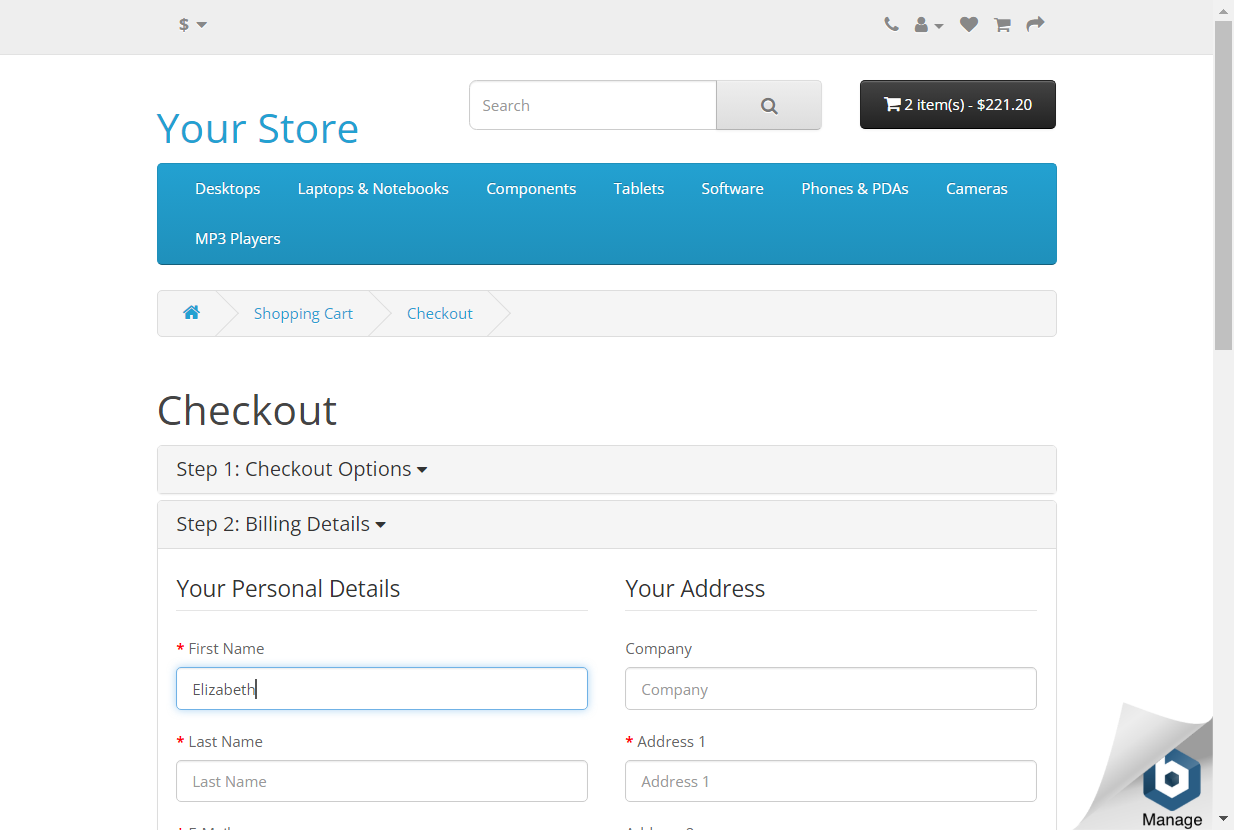 $
Search
2 item(s) - $221.20
Your Store
Desktops
Laptops & Notebooks
Components
Tablets
Software
Phones & PDAs
Cameras
MP3 Players
Shopping Cart
Checkout
Checkout
Step 1: Checkout Options
Step 2: Billing Details
Your Personal Details
* First Name
Elizabeth
* Last Name
Last Name
Your Address
Company
Company
* Address 1
Address 1
Manage